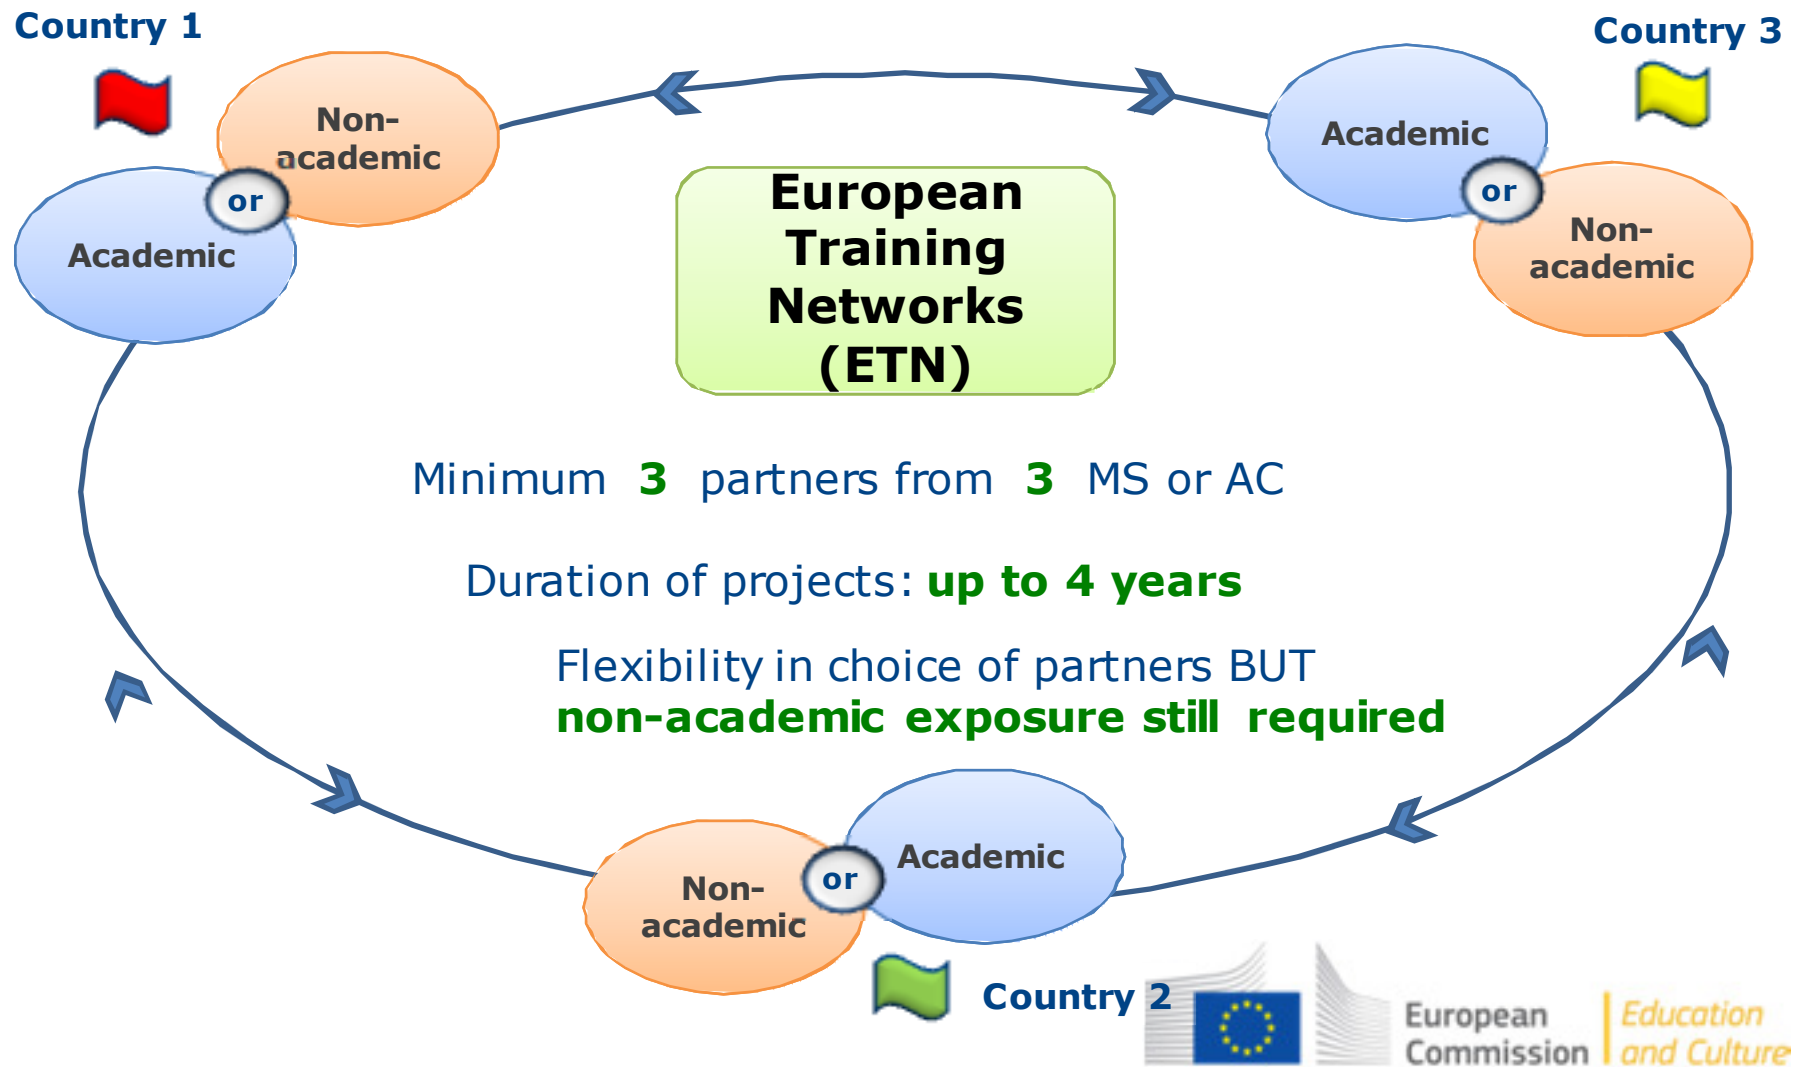 Country 1
Country 3
Non-
academic
or
Academic
Academic
or
Non-
academic
European
Training
Networks
(ETN)
Minimum 3 partners from 3 MS or AC
Duration of projects: up to 4 years
Flexibility in choice of partners BUT
non-academic exposure still required
Academic
or
Non-
academic
Country 2
European
Commission
Education
and Culture